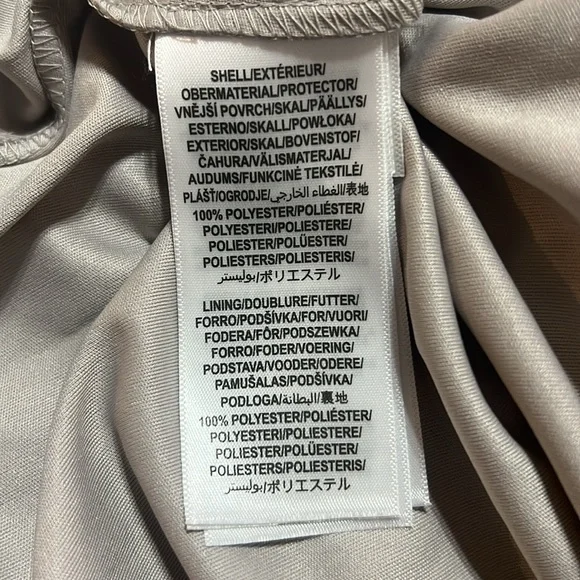 SHELL/EXTÉRIEUR/
OBERMATERIAL/PROTECTOR/
VNĚJŠÍ POVRCH/SKAL/PÄÄLLYS/
ESTERNO/SKALL/POWŁOKA/
EXTERIOR/SKAL/BOVENSTOF/
ČAHURA/VÄLISMATERJAL/
AUDUMS/FUNKCINĖ TEKSTILĖ/
PLÁŠŤ/OGRODJE/الغطاء الخارجي/表地
100% POLYESTER/POLIÉSTER/
POLYESTERI/POLIESTERE/
POLIESTER/POLÜESTER/
POLIESTERS/POLIESTERIS/
بوليستر/ポリエステル
LINING/DOUBLURE/FUTTER/
FORRO/PODŠÍVKA/FOR/VUORI/
FODERA/FÔR/PODSZEWKA/
FORRO/FODER/VOERING/
PODSTAVA/VOODER/ODERE/
PAMUŠALAS/PODŠÍVKA/
PODLOGA/البطانة/裏地
100% POLYESTER/POLIÉSTER/
POLYESTERI/POLIESTERE/
POLIESTER/POLÜESTER/
POLIESTERS/POLIESTERIS/
بوليستر/ポリエステル